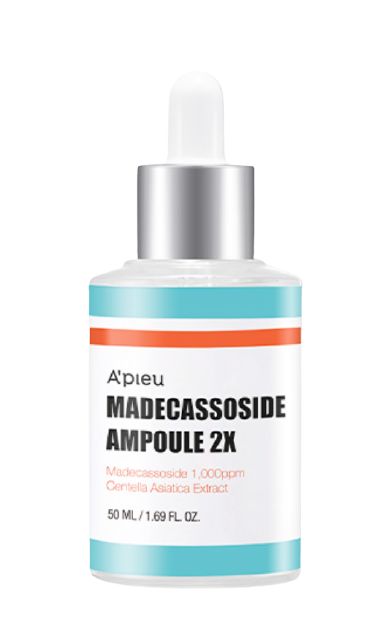 A'pieu
MADECASSOSIDE
AMPOULE 2X
Madecassoside 1,000ppm
Centella Asiatica Extract
50 ML / 1.69 FL. OZ.